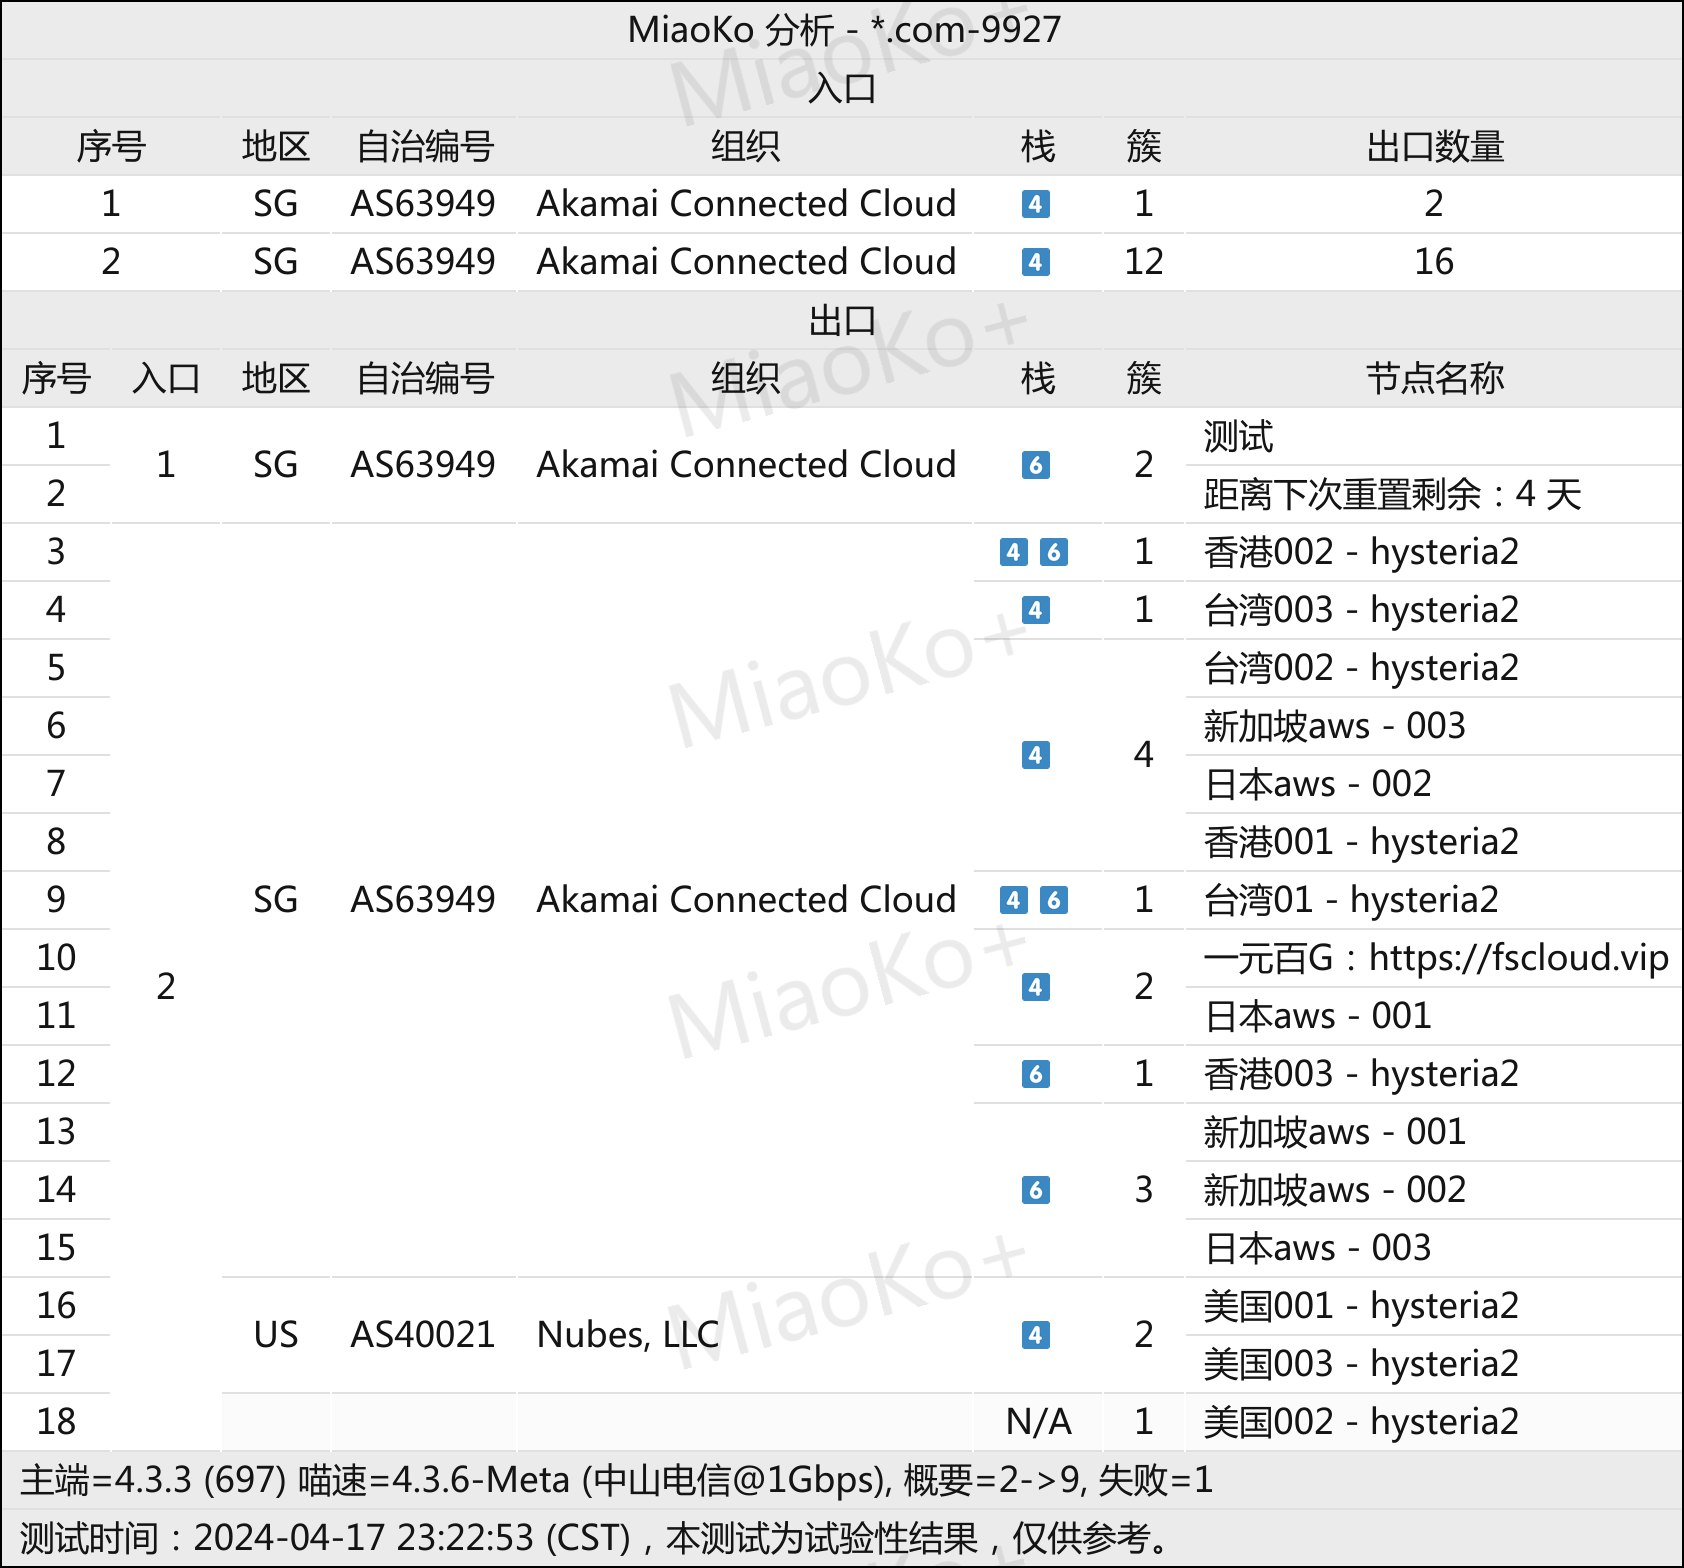 MiaoKo 分析 - *.com-9927
入口
序号 地区 自治编号 组织 栈 簇 出口数量
1 SG AS63949 Akamai Connected Cloud 4 1 2
2 SG AS63949 Akamai Connected Cloud 4 12 16
出口
序号 入口 地区 自治编号 组织 栈 簇 节点名称
1 1 SG AS63949 Akamai Connected Cloud 6 2 测试
2 距离下次重置剩余：4 天
3 4 6 1 香港002 - hysteria2
4 4 1 台湾003 - hysteria2
5 台湾002 - hysteria2
6 4 4 新加坡aws - 003
7 日本aws - 002
8 香港001 - hysteria2
9 SG AS63949 Akamai Connected Cloud 4 6 1 台湾01 - hysteria2
10 2 4 2 一元百G：https://fscloud.vip
11 日本aws - 001
12 6 1 香港003 - hysteria2
13 新加坡aws - 001
14 6 3 新加坡aws - 002
15 日本aws - 003
16 US AS40021 Nubes, LLC 4 2 美国001 - hysteria2
17 美国003 - hysteria2
18 N/A 1 美国002 - hysteria2
主端=4.3.3 (697) 喵速=4.3.6-Meta (中山电信@1Gbps), 概要=2->9, 失败=1
测试时间：2024-04-17 23:22:53 (CST)，本测试为试验性结果，仅供参考。
MiaoKo+
MiaoKo+
MiaoKo+
MiaoKo+
MiaoKo+